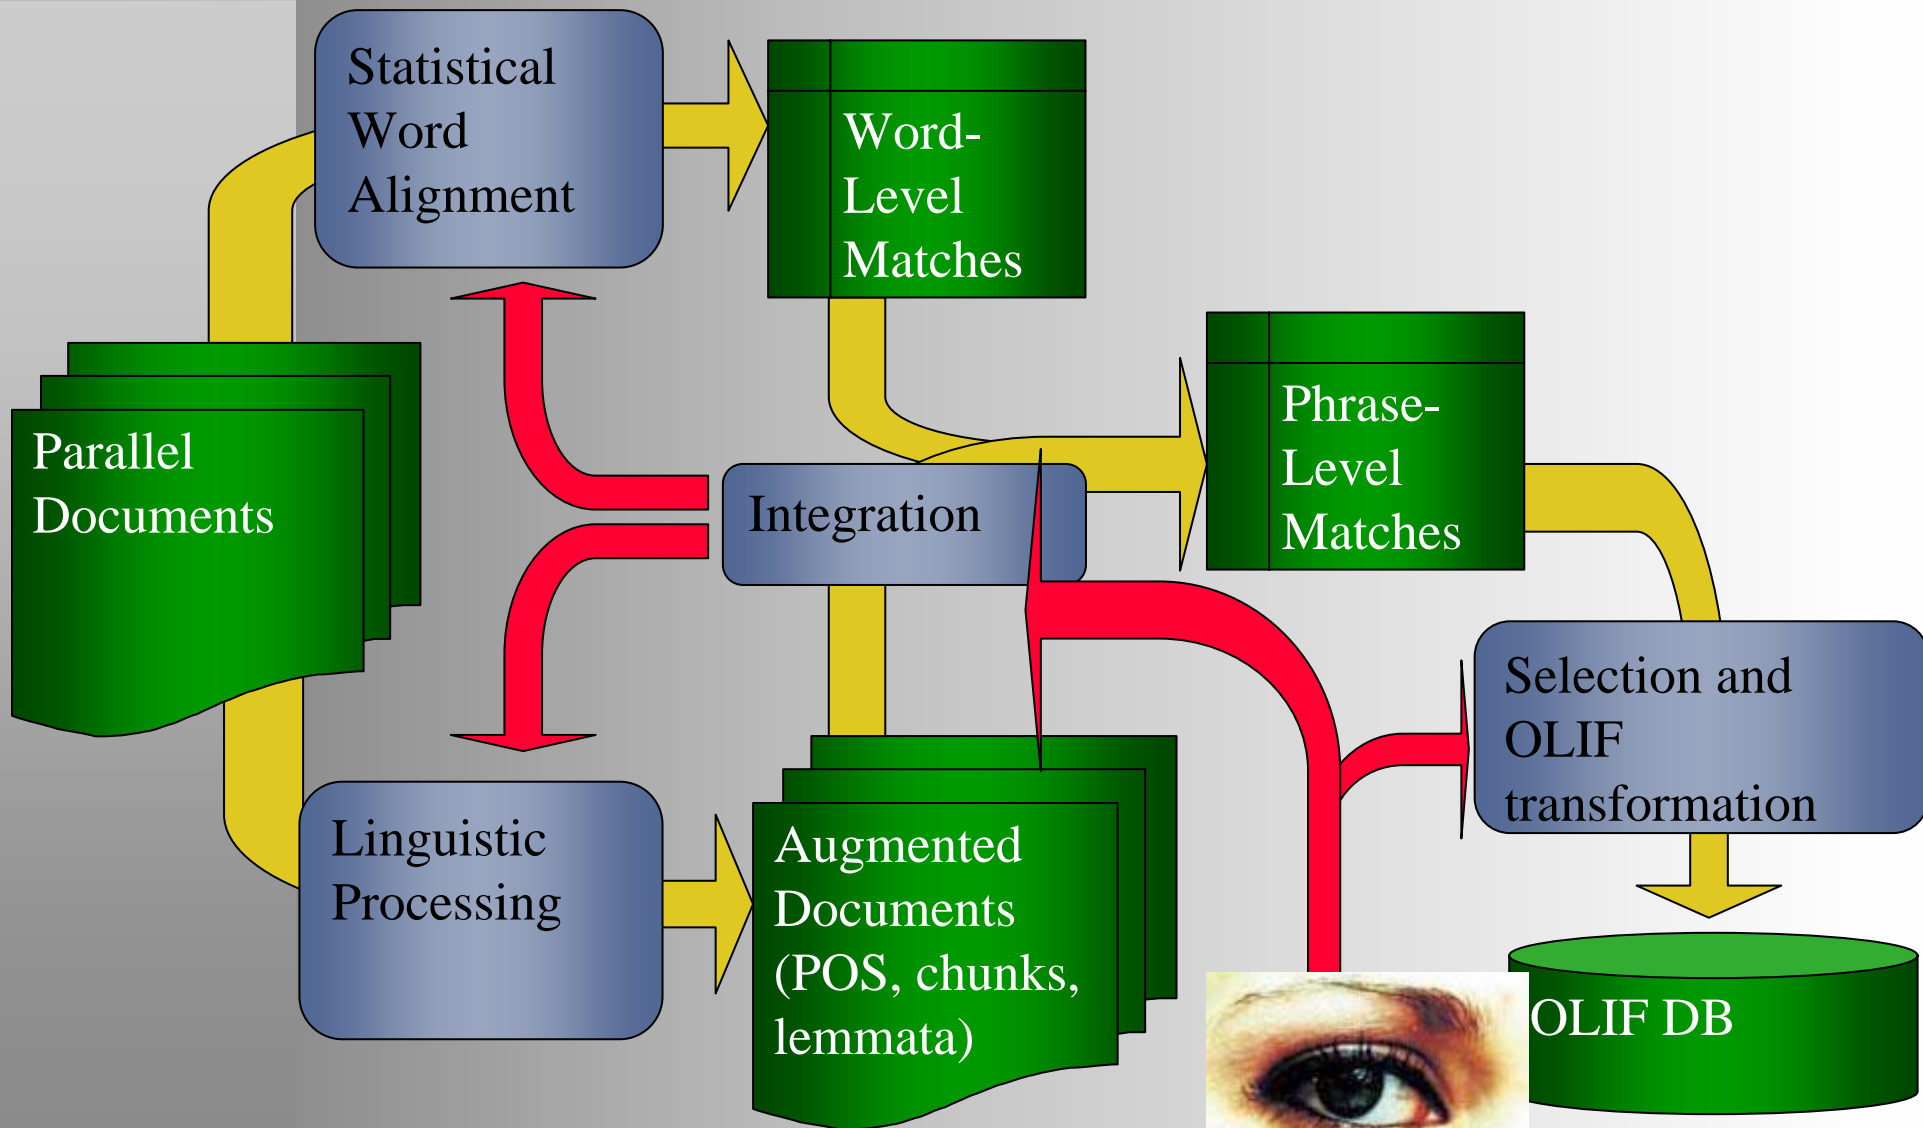 Statistical
Word
Alignment
Word-
Level
Matches
Parallel
Documents
Integration
Phrase-
Level
Matches
Selection and
OLIF
transformation
Linguistic
Processing
Augmented
Documents
(POS, chunks,
lemmata)
OLIF DB